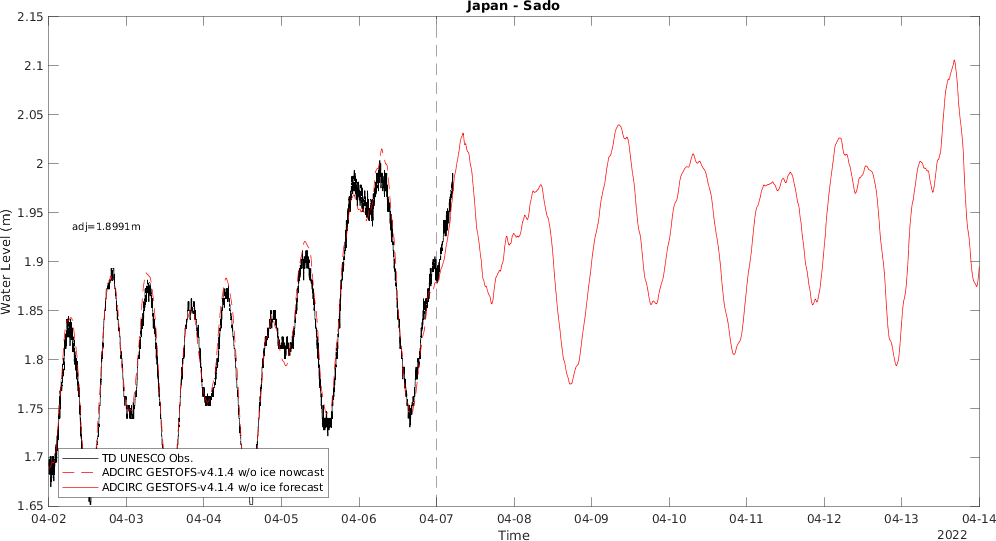 Japan - Sado
2.15
2.1
2.05
2
1.95
1.9
1.85
1.8
1.75
1.7
1.65
Water Level (m)
adj=1.8991m
TD UNESCO Obs.
ADCIRC GESTOFS-v4.1.4 w/o ice nowcast
ADCIRC GESTOFS-v4.1.4 w/o ice forecast
04-02 04-03 04-04 04-05 04-06 04-07 04-08 04-09 04-10 04-11 04-12 04-13 04-14
Time
2022